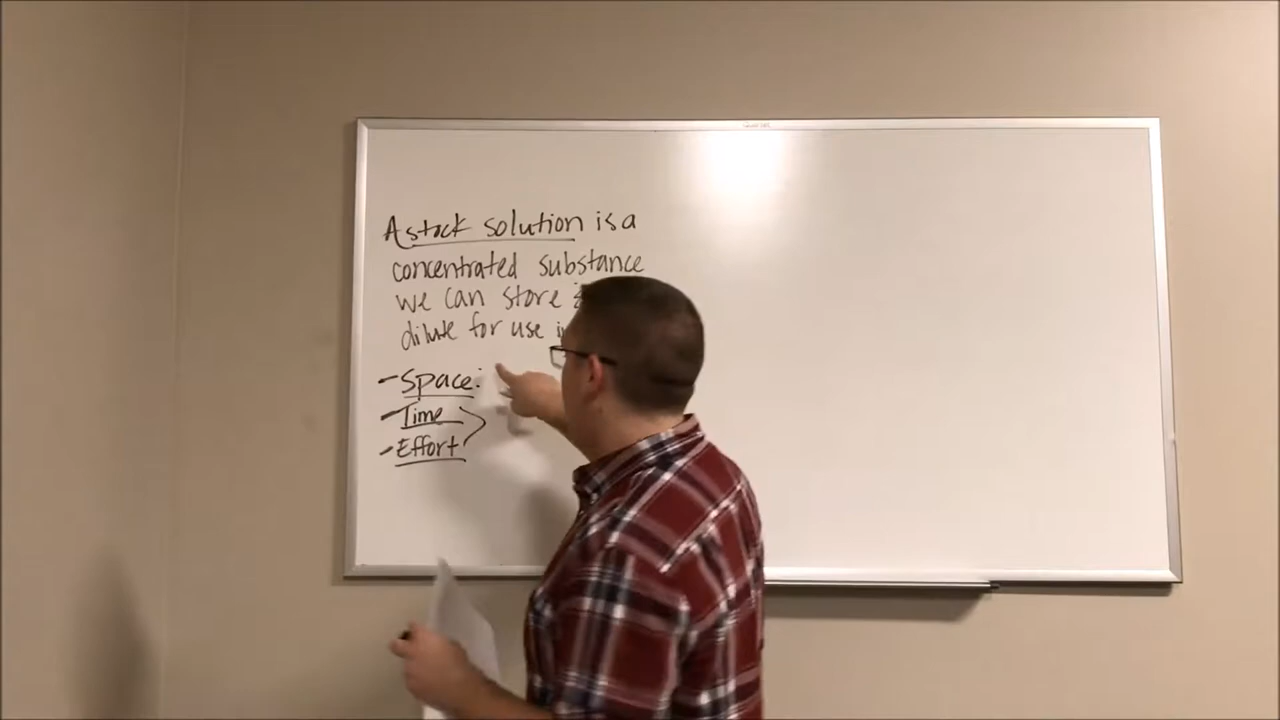 A stock solution is a
concentrated substance
we can store
dilute for use
- Space:
- Time
- Effort